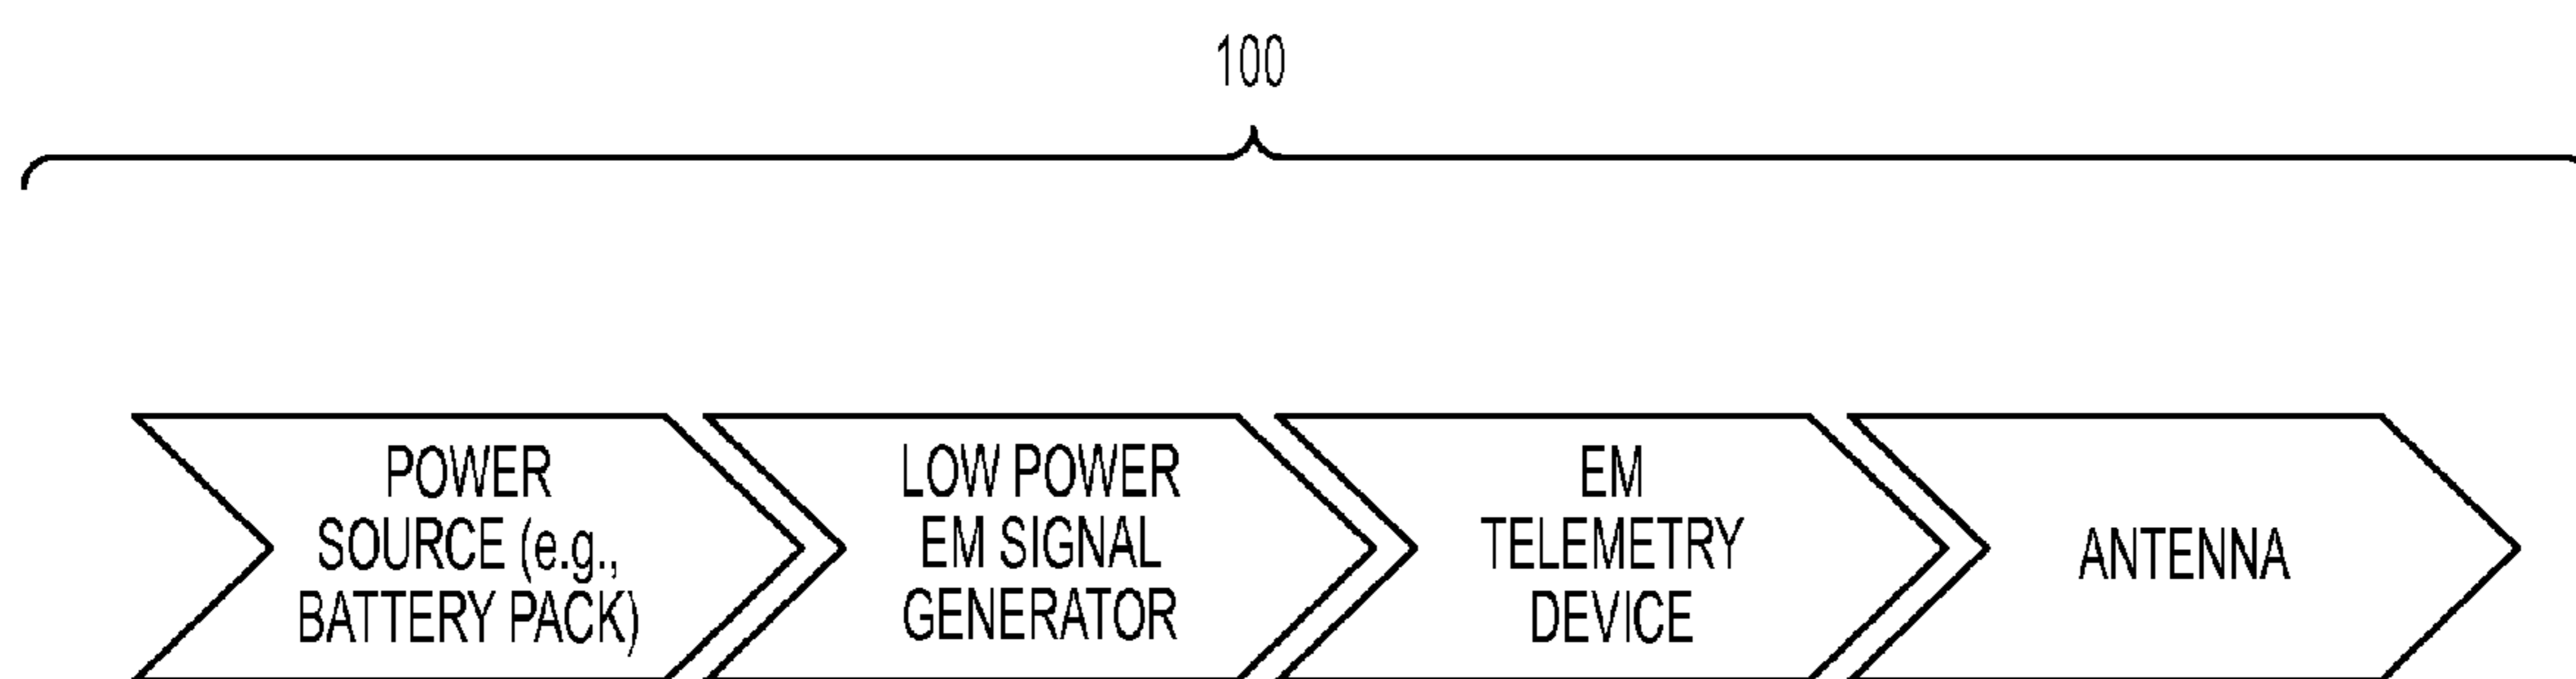 100
POWER
SOURCE (e.g.,
BATTERY PACK)
LOW POWER
EM SIGNAL
GENERATOR
EM
TELEMETRY
DEVICE
ANTENNA